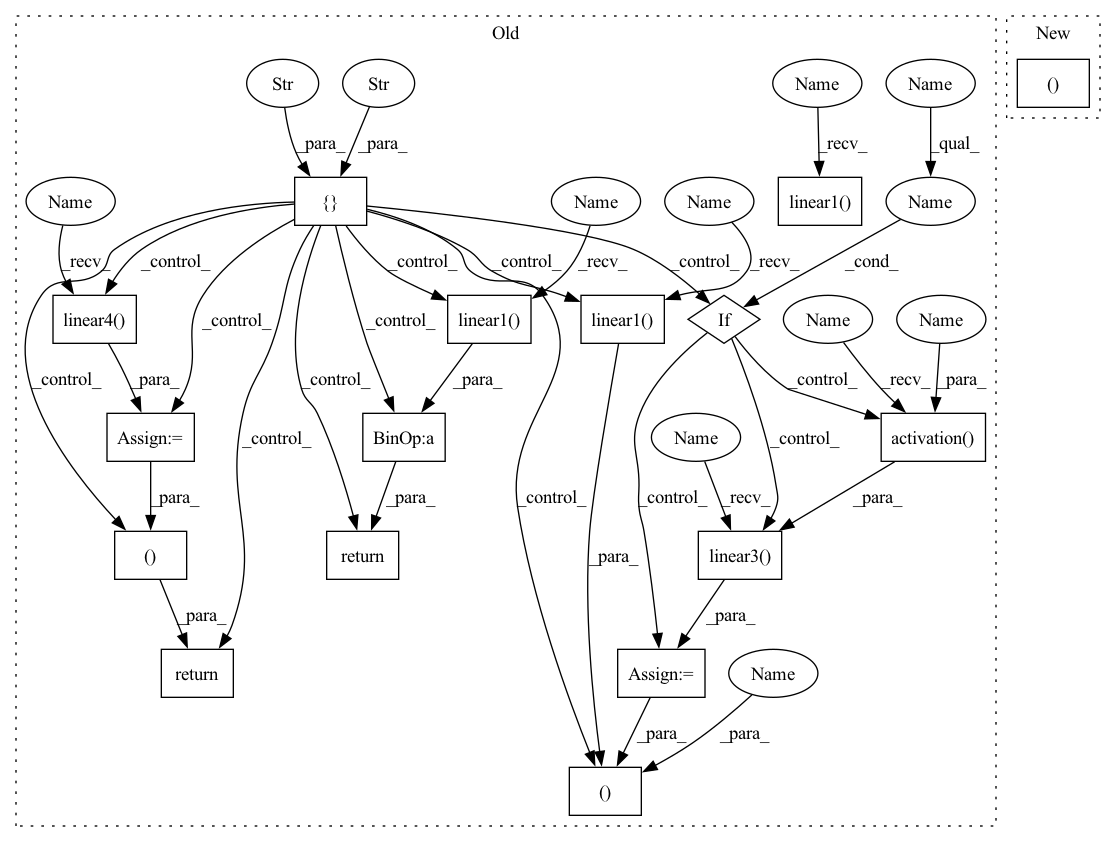 Old
New
Str
Str
Name
Name
()
_para_
_para_
_recv_
_qual_
Name
{}
Name
Name
linear1()
Name
_recv_
_control_
_control_
_recv_
_control_
_recv_
_control_
_cond_
linear4()
linear1()
linear1()
If
Name
Name
_control_
_para_
_control_
_control_
_control_
_para_
_control_
_recv_
_para_
Assign:=
BinOp:a
Name
activation()
_control_
_control_
_para_
_control_
_para_
_control_
_control_
_recv_
_para_
()
return
linear3()
_para_
_para_
_para_
return
Assign:=
Name
_para_
_para_
()